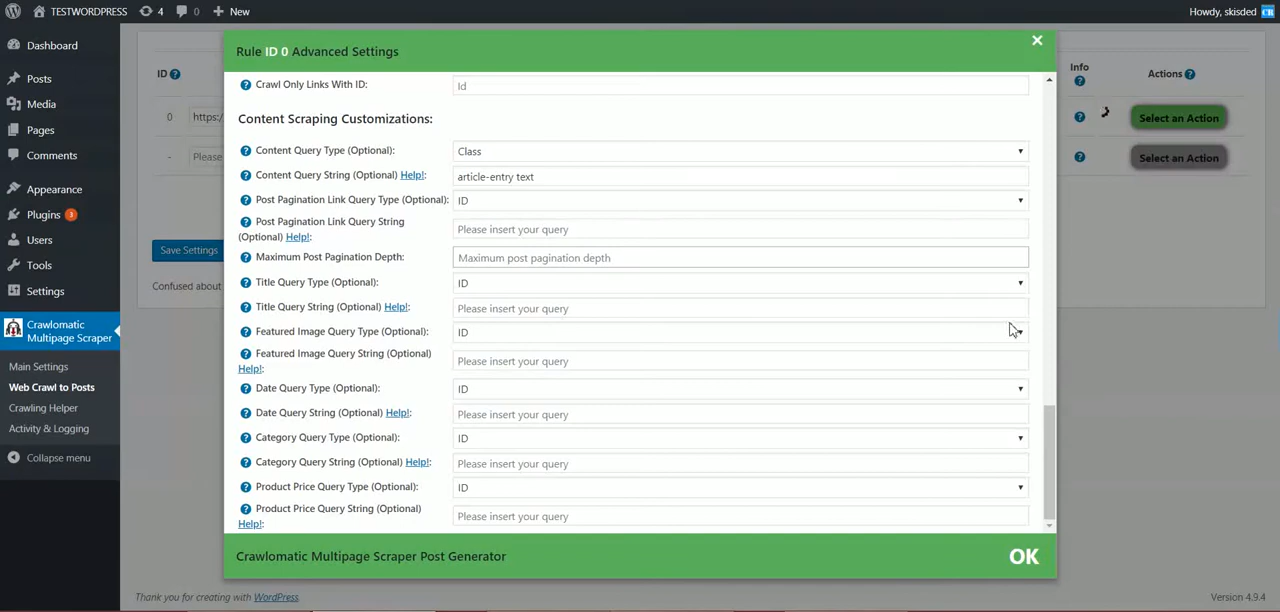 TESTWORDPRESS 4 0 New Howdy, skisded
Dashboard
Posts
Media
Pages
Comments
Appearance
Plugins 3
Users
Tools
Settings
Crawlomatic
Multipage Scraper
Main Settings
Web Crawl to Posts
Crawling Helper
Activity & Logging
Collapse menu
ID ? Info ? Actions ?
0 https:/ ? Select an Action
- Please ? Select an Action
Save Settings
Confused about
Rule ID 0 Advanced Settings ×
? Crawl Only Links With ID: Id
Content Scraping Customizations:
? Content Query Type (Optional): Class
? Content Query String (Optional) Help!: article-entry text
? Post Pagination Link Query Type (Optional): ID
? Post Pagination Link Query String
(Optional) Help!: Please insert your query
? Maximum Post Pagination Depth: Maximum post pagination depth
? Title Query Type (Optional): ID
? Title Query String (Optional) Help!: Please insert your query
? Featured Image Query Type (Optional): ID
? Featured Image Query String (Optional)
Help!: Please insert your query
? Date Query Type (Optional): ID
? Date Query String (Optional) Help!: Please insert your query
? Category Query Type (Optional): ID
? Category Query String (Optional) Help!: Please insert your query
? Product Price Query Type (Optional): ID
? Product Price Query String (Optional)
Help!: Please insert your query
Crawlomatic Multipage Scraper Post Generator OK
Thank you for creating with WordPress. Version 4.9.4